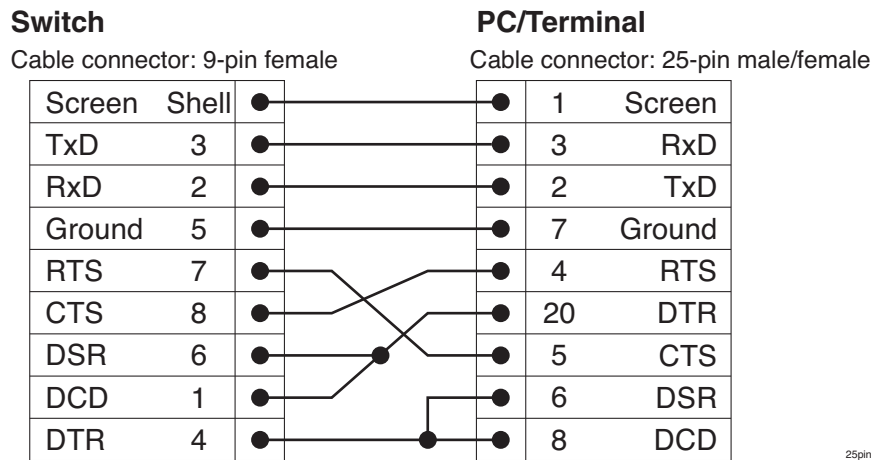 Switch PC/Terminal
Cable connector: 9-pin female Cable connector: 25-pin male/female
Screen Shell 1 Screen
TxD 3 3 RxD
RxD 2 2 TxD
Ground 5 7 Ground
RTS 7 4 RTS
CTS 8 20 DTR
DSR 6 5 CTS
DCD 1 6 DSR
DTR 4 8 DCD
25pin